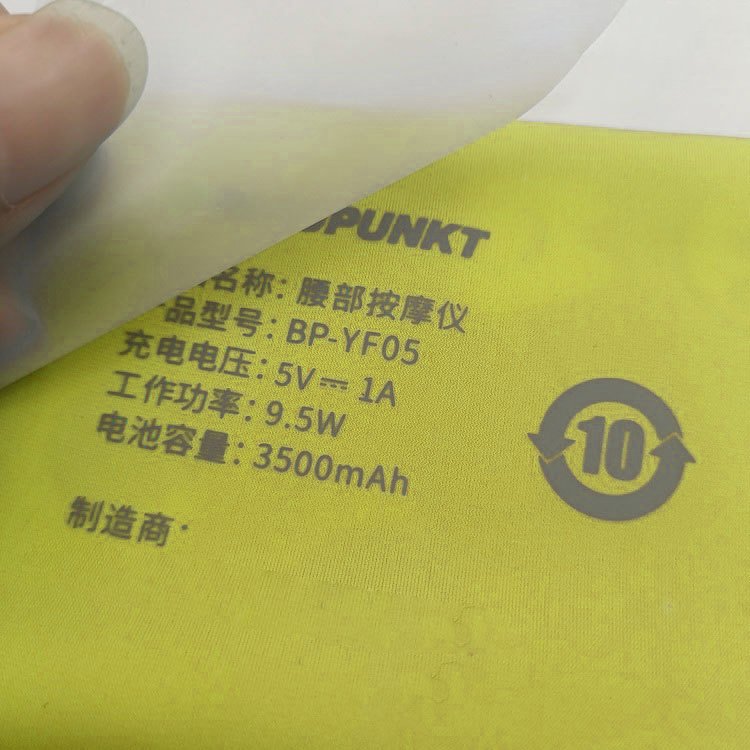 PUNKT
名称：腰部按摩仪
产品型号：BP-YF05
充电电压：5V⎓1A
工作功率：9.5W
电池容量：3500mAh
制造商：
10